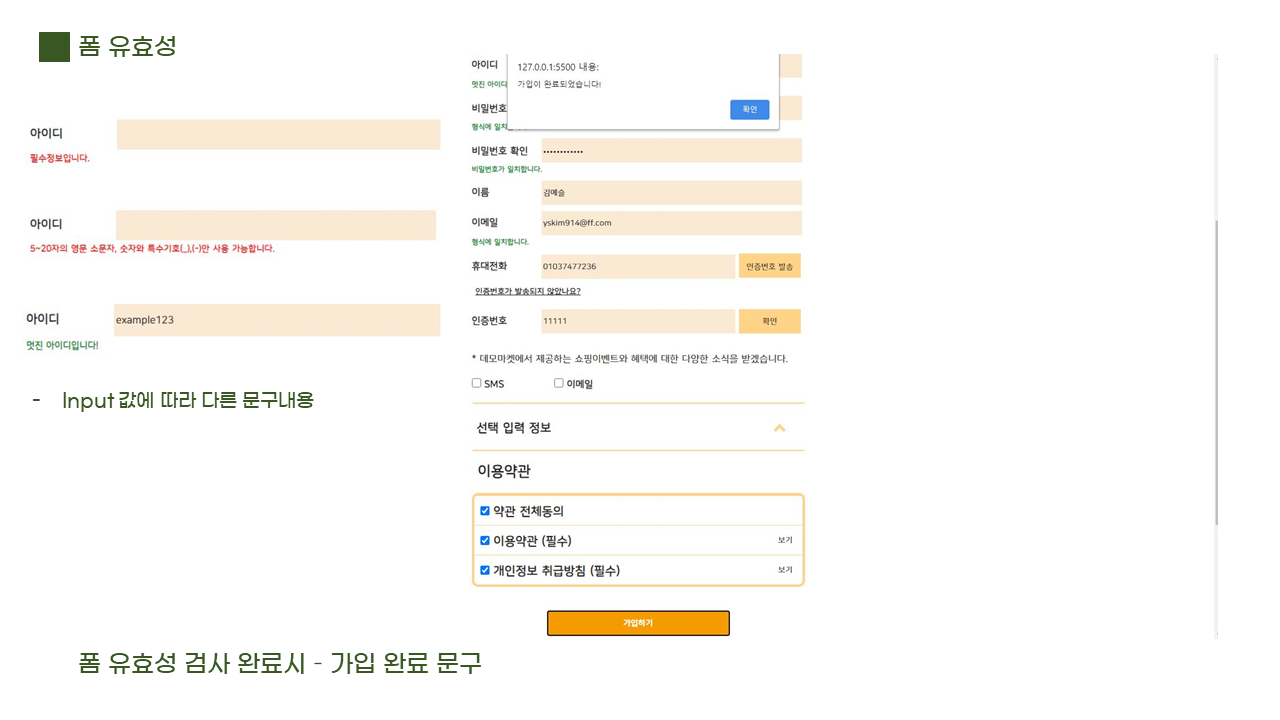 폼 유효성
아이디
필수정보입니다.
아이디
5~20자의 영문 소문자, 숫자와 특수기호(_),(-)만 사용 가능합니다.
아이디 example123
멋진 아이디입니다!
- Input 값에 따라 다른 문구내용
127.0.0.1:5500 내용:
가입이 완료되었습니다!
확인
아이디
멋진 아이디
비밀번호
형식에 일치
비밀번호 확인 ••••••••••••
비밀번호가 일치합니다.
이름 김예슬
이메일 yskim914@ff.com
형식에 일치합니다.
휴대전화 01037477236 인증번호 발송
인증번호가 발송되지 않았나요?
인증번호 11111 확인
* 데모마켓에서 제공하는 쇼핑이벤트와 혜택에 대한 다양한 소식을 받겠습니다.
SMS 이메일
선택 입력 정보
이용약관
약관 전체동의
이용약관 (필수) 보기
개인정보 취급방침 (필수) 보기
가입하기
폼 유효성 검사 완료시 - 가입 완료 문구